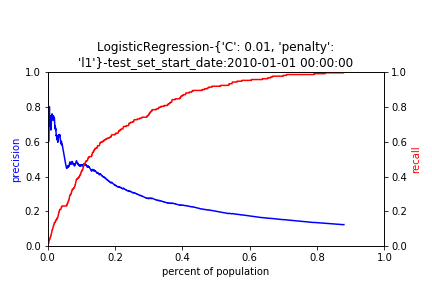 LogisticRegression-{'C': 0.01, 'penalty':
'l1'}-test_set_start_date:2010-01-01 00:00:00
1.0 1.0
0.8 0.8
0.6 0.6
precision recall
0.4 0.4
0.2 0.2
0.0 0.0
0.0 0.2 0.4 0.6 0.8 1.0
percent of population